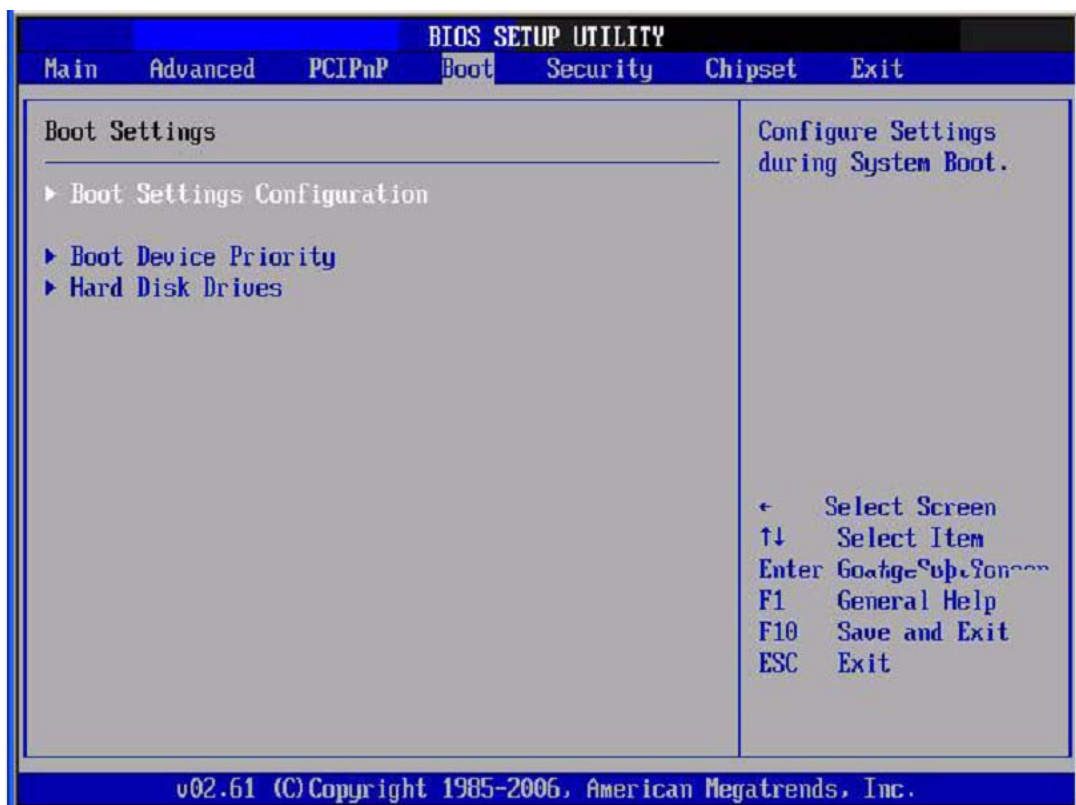 BIOS SETUP UTILITY
Main Advanced PCIPnP Boot Security Chipset Exit
Boot Settings
▶ Boot Settings Configuration
▶ Boot Device Priority
▶ Hard Disk Drives
Configure Settings
during System Boot.
← Select Screen
↑↓ Select Item
Enter
F1 General Help
F10 Save and Exit
ESC Exit
v02.61 (C)Copyright 1985-2006, American Megatrends, Inc.